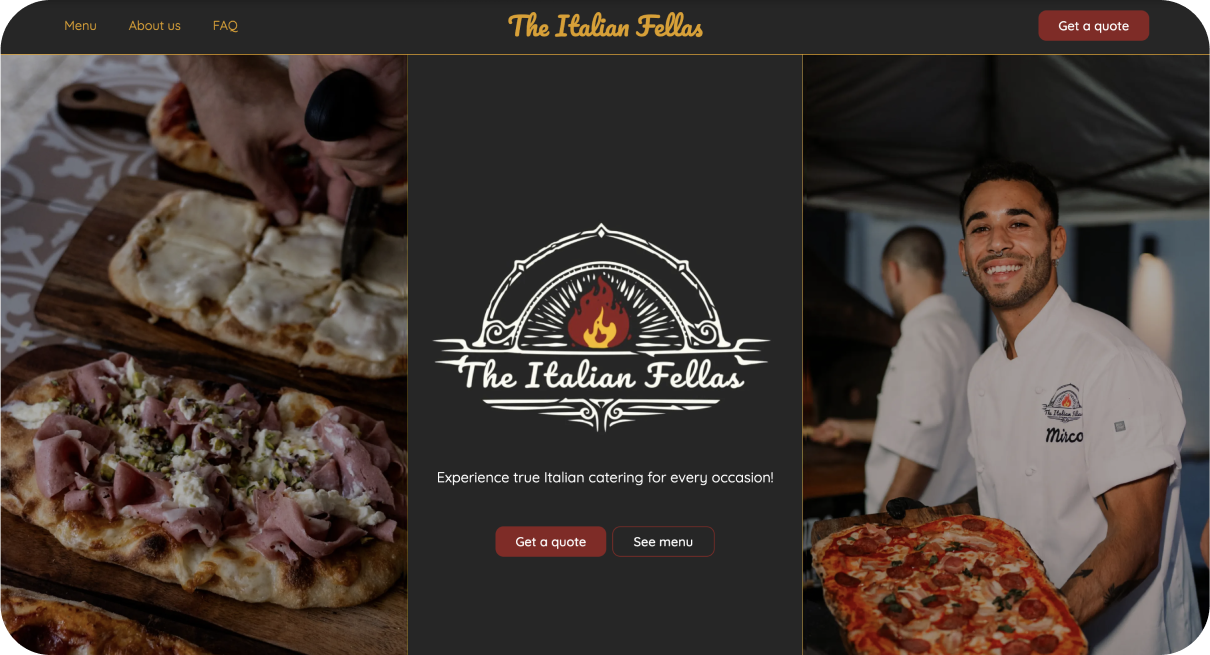 Menu
About us
FAQ
The Italian Fellas
Get a quote
The Italian Fellas
Experience true Italian catering for every occasion!
Get a quote
See menu
The Italian Fellas
Mirco